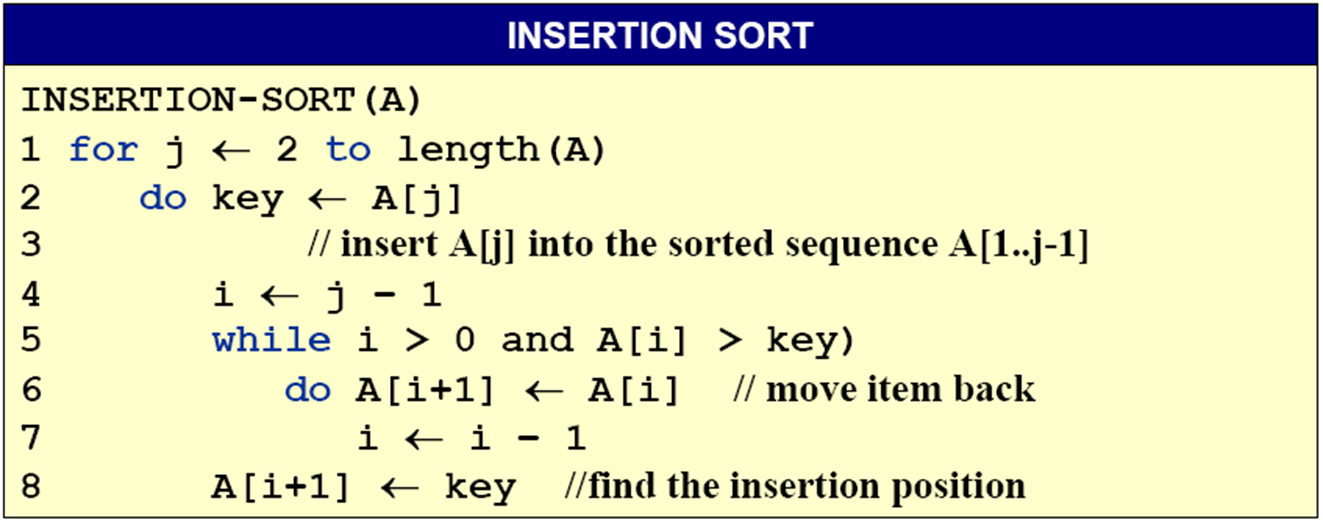 INSERTION SORT
INSERTION-SORT(A)
1 for j ← 2 to length(A)
2 do key ← A[j]
3 // insert A[j] into the sorted sequence A[1..j-1]
4 i ← j - 1
5 while i > 0 and A[i] > key)
6 do A[i+1] ← A[i] // move item back
7 i ← i - 1
8 A[i+1] ← key //find the insertion position